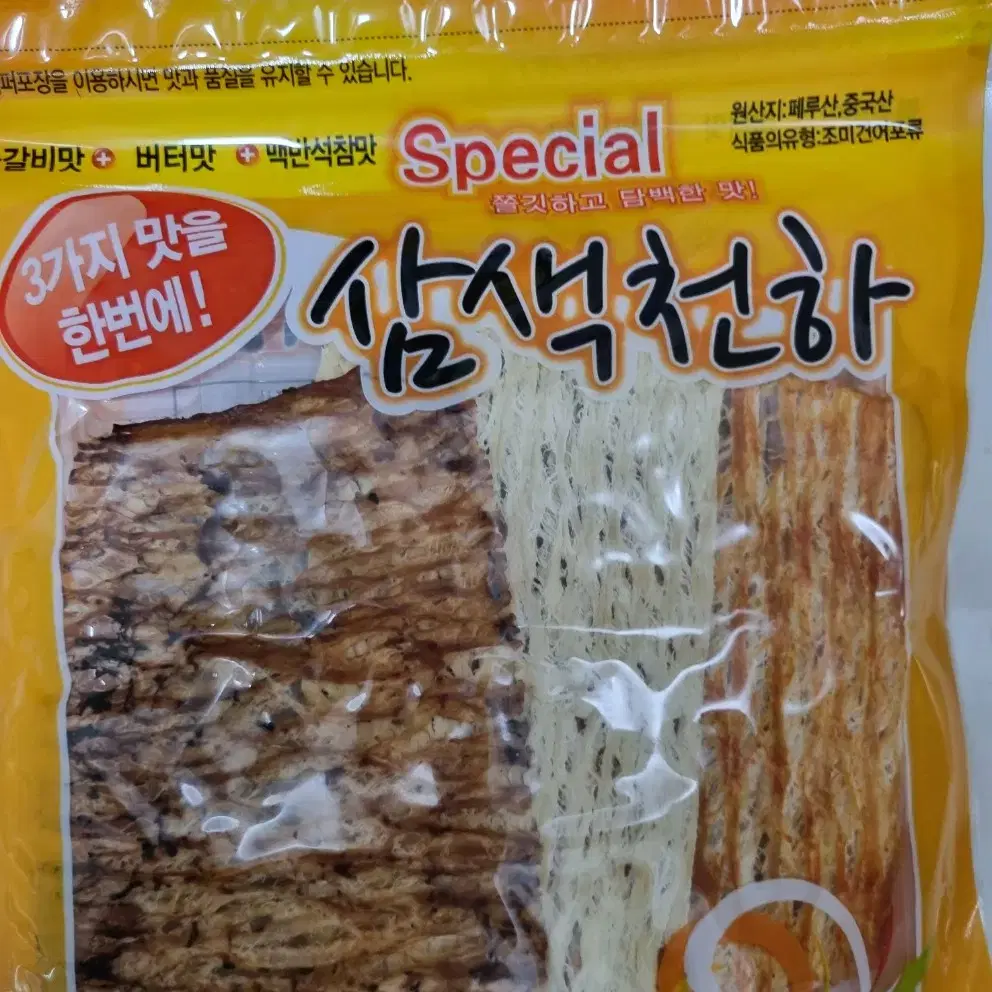 퍼포장을 이용하시면 맛과 품질을 유지할 수 있습니다.
갈비맛 + 버터맛 + 백반석참맛
Special
쫄깃하고 담백한 맛!
원산지:페루산,중국산
식품의유형:조미건어포류
3가지 맛을
한번에!
삼색천하